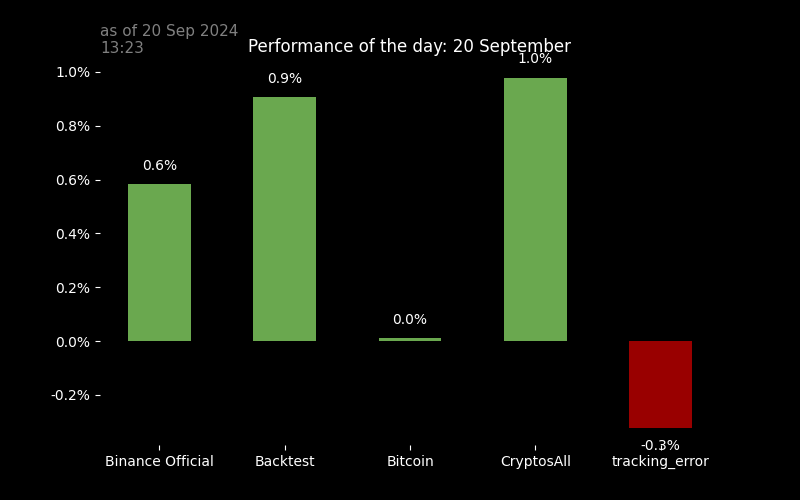 as of 20 Sep 2024
13:23
Performance of the day: 20 September
1.0%
0.8%
0.6%
0.4%
0.2%
0.0%
-0.2%
0.6%
0.9%
0.0%
1.0%
-0.3%
Binance Official
Backtest
Bitcoin
CryptosAll
tracking_error